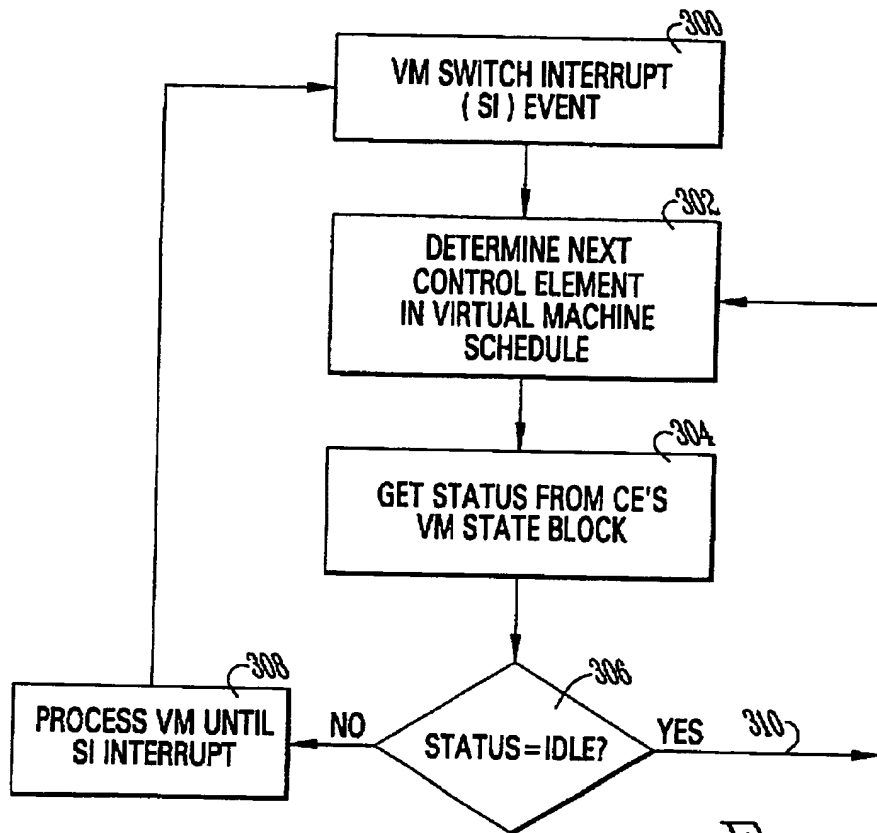 300
VM SWITCH INTERRUPT
( SI ) EVENT
302
DETERMINE NEXT
CONTROL ELEMENT
IN VIRTUAL MACHINE
SCHEDULE
304
GET STATUS FROM CE'S
VM STATE BLOCK
306
STATUS=IDLE?
NO
YES
310
308
PROCESS VM UNTIL
SI INTERRUPT